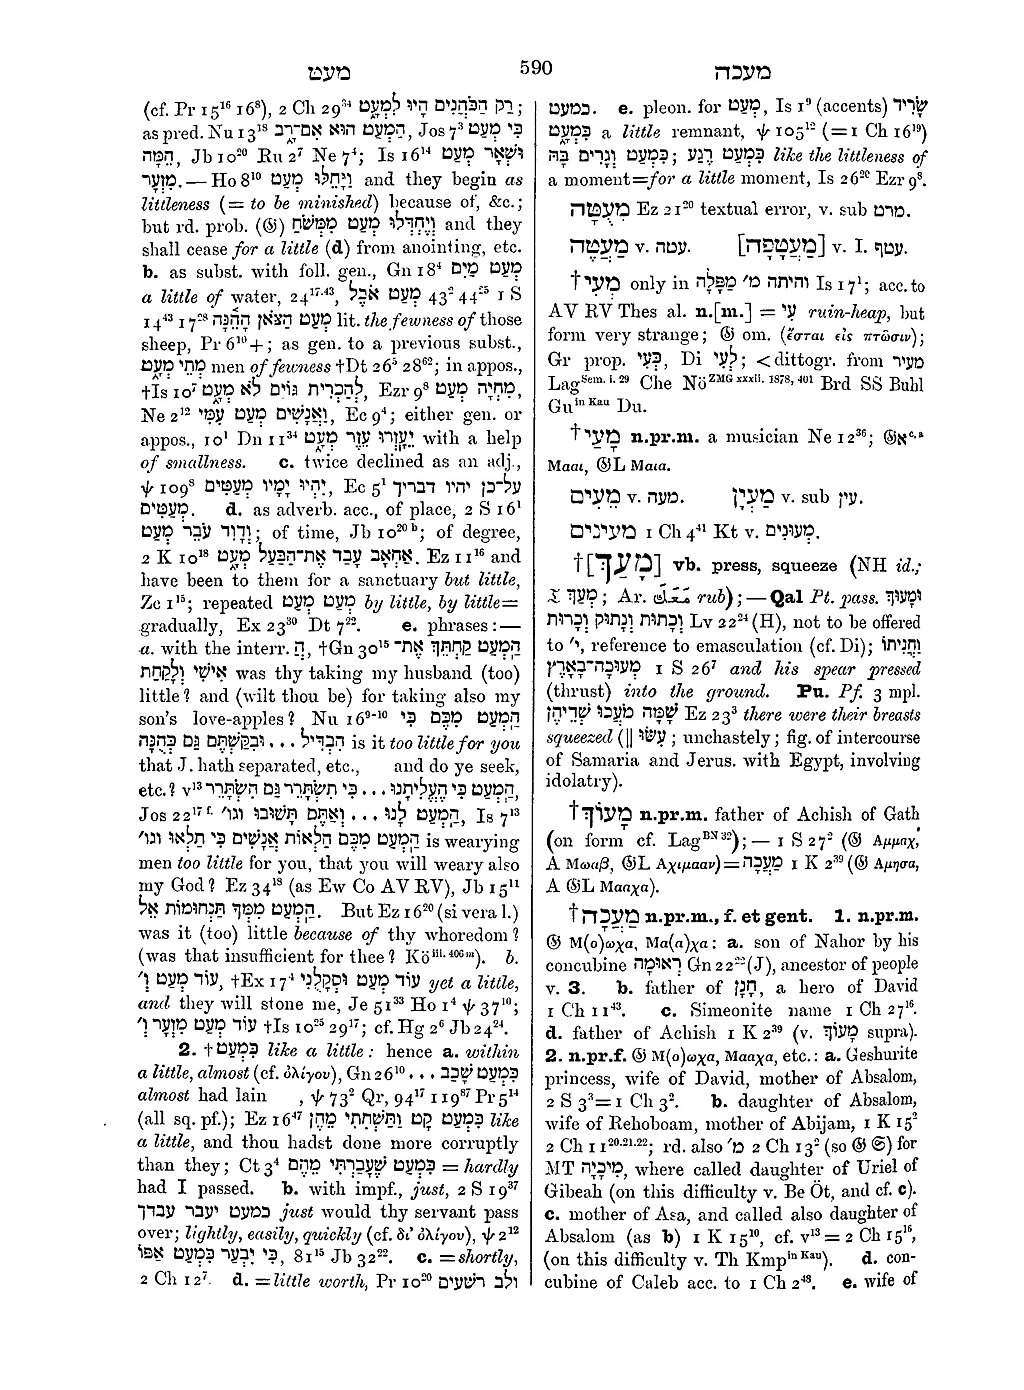 מעט
590
מעכה
(cf. Pr 15¹⁶ 16⁸), 2 Ch 29³⁴ רַק הַכֹּהֲנִים הָיוּ לִמְעָט;
as pred. Nu 13¹⁸ הַמְעַט הוּא אִם־רָב, Jos 7³ כִּי מְעַט
הֵמָּה, Jb 10²⁰ Ru 2⁷ Ne 7⁴; Is 16¹⁴ וּשְׁאָר מְעַט
מִזְעָר.—Ho 8¹⁰ וַיָּחֵלּוּ מְעָט and they begin as
littleness (= to be minished) because of, &c.;
but rd. prob. (𝔊) וְיֶחְדְּלוּ מְעַט מִמְּשֹׁחַ and they
shall cease for a little (d) from anointing, etc.
b. as subst. with foll. gen., Gn 18⁴ מְעַט מַיִם
a little of water, 24¹⁷·⁴³, מְעַט אֹכֶל 43² 44²⁵ 1 S
14⁴³ 17²⁸ מְעַט הַצֹּאן הָהֵנָּה lit. the fewness of those
sheep, Pr 6¹⁰+; as gen. to a previous subst.,
מְתֵי מְעָט men of fewness †Dt 26⁵ 28⁶²; in appos.,
†Is 10⁷ לְהַכְרִית גּוֹיִם לֹא מְעָט, Ezr 9⁸ מִחְיָה מְעַט,
Ne 2¹² וַאֲנָשִׁים מְעַט עִמִּי, Ec 9⁴; either gen. or
appos., 10¹ Dn 11³⁴ יֵעָזְרוּ עֵזֶר מְעָט with a help
of smallness. c. twice declined as an adj.,
ψ 109⁸ יִהְיוּ יָמָיו מְעַטִּים, Ec 5¹ על־כן יהיו דבריך
מְעַטִּים. d. as adverb. acc., of place, 2 S 16¹
וְדָוִד עָבַר מְעַט; of time, Jb 10²⁰ ᵇ; of degree,
2 K 10¹⁸ אַחְאָב עָבַד אֶת־הַבַּעַל מְעָט. Ez 11¹⁶ and
have been to them for a sanctuary but little,
Zc 1¹⁵; repeated מְעַט מְעַט by little, by little=
gradually, Ex 23³⁰ Dt 7²². e. phrases:—
a. with the interr. הֲ, †Gn 30¹⁵ הַמְעַט קַחְתֵּךְ אֶת־
אִישִׁי וְלָקַחַת was thy taking my husband (too)
little? and (wilt thou be) for taking also my
son's love-apples? Nu 16⁹⁻¹⁰ הַמְעַט מִכֶּם כִּי
הִבְדִּיל ... וּבִקַּשְׁתֶּם גַּם כְּהֻנָּה is it too little for you
that J. hath separated, etc., and do ye seek,
etc.? v¹³ הַמְעַט כִּי הֶעֱלִיתָנוּ ... כִּי תִשְׂתָּרֵר גַּם הִשְׂתָּרֵר,
Jos 22¹⁷ ᶠ· הַמְעַט לָנוּ ... וְאַתֶּם תָּשׁוּבוּ וגו׳, Is 7¹³
הַמְעַט מִכֶּם הַלְאוֹת אֲנָשִׁים כִּי תַלְאוּ וגו׳ is wearying
men too little for you, that you will weary also
my God? Ez 34¹⁸ (as Ew Co AV RV), Jb 15¹¹
הַמְעַט מִמְּךָ תַּנְחוּמוֹת אֵל. But Ez 16²⁰ (si vera l.)
was it (too) little because of thy whoredom?
(was that insufficient for thee? Kö ⁱⁱⁱ· ⁴⁰⁶ ᵐ). b.
עוֹד מְעַט וְ׳, †Ex 17⁴ עוֹד מְעַט וּסְקָלֻנִי yet a little,
and they will stone me, Je 51³³ Ho 1⁴ ψ 37¹⁰;
עוֹד מְעַט מִזְעָר וְ׳ †Is 10²⁵ 29¹⁷; cf. Hg 2⁶ Jb 24²⁴.
2. †כִּמְעַט like a little: hence a. within
a little, almost (cf. ὀλίγου), Gn 26¹⁰ כִּמְעַט שָׁכַב ...
almost had lain , ψ 73² Qr, 94¹⁷ 119⁸⁷ Pr 5¹⁴
(all sq. pf.); Ez 16⁴⁷ כִּמְעַט קָט וַתַּשְׁחִתִי מֵהֶן like
a little, and thou hadst done more corruptly
than they; Ct 3⁴ כִּמְעַט שֶׁעָבַרְתִּי מֵהֶם = hardly
had I passed. b. with impf., just, 2 S 19³⁷
כמעט יעבר עבדך just would thy servant pass
over; lightly, easily, quickly (cf. δι' ὀλίγου), ψ 2¹²
כִּי יִבְעַר כִּמְעַט אַפּוֹ, 81¹⁵ Jb 32²². c. =shortly,
2 Ch 12⁷. d. =little worth, Pr 10²⁰ ולב רשעים
כמעט. e. pleon. for מְעַט, Is 1⁹ (accents) שָׂרִיד
כִּמְעָט a little remnant, ψ 105¹² (=1 Ch 16¹⁹)
כִּמְעַט וְגָרִים בָּהּ; כִּמְעַט רֶגַע like the littleness of
a moment=for a little moment, Is 26²⁰ Ezr 9⁸.
מְעֻטָּה Ez 21²⁰ textual error, v. sub מרט.
מַעֲטֶה v. עטה. [מַעֲטָפָה] v. I. עטף.
†מְעִי only in והיתה מ׳ מַפָּלָה Is 17¹; acc. to
AV RV Thes al. n.[m.] = עִי ruin-heap, but
form very strange; 𝔊 om. (ἔσται εἰς πτῶσιν);
Gr prop. כְּעִי, Di לְעִי; < dittogr. from מעיר
Lag ˢᵉᵐ· ⁱ· ²⁹ Che Nö ᶻᴹᴳ ˣˣˣⁱⁱ· ¹⁸⁷⁸, ⁴⁰¹ Brd SS Buhl
Gu ⁱⁿ ᴷᵃᵘ Du.
†מָעַי n.pr.m. a musician Ne 12³⁶; 𝔊א ᶜ·ᵃ
Μααι, 𝔊L Μαια.
מֵעִים v. מעה. מַעְיָן v. sub עין.
מעינים 1 Ch 4⁴¹ Kt v. מְעוּנִים.
†[מָעַךְ] vb. press, squeeze (NH id.;
𝔗 מְעַךְ; Ar. مَعَكَ rub);—Qal Pt. pass. וּמָעוּךְ
וְכָתוּת וְנָתוּק וְכָרוּת Lv 22²⁴ (H), not to be offered
to י׳, reference to emasculation (cf. Di); וַחֲנִיתוֹ
מְעוּכָה־בָאָרֶץ 1 S 26⁷ and his spear pressed
(thrust) into the ground. Pu. Pf. 3 mpl.
שָׁמָּה מֹעֲכוּ שְׁדֵיהֶן Ez 23³ there were their breasts
squeezed (|| עִשּׂוּ; unchastely; fig. of intercourse
of Samaria and Jerus. with Egypt, involving
idolatry).
†מָעוֹךְ n.pr.m. father of Achish of Gath
(on form cf. Lag ᴮᴺ ³²);—1 S 27² (𝔊 Αμμαχ,
A Μωαβ, 𝔊L Αχιμααν)=מַעֲכָה 1 K 2³⁹ (𝔊 Αμησα,
A 𝔊L Μααχα).
†מַעֲכָה n.pr.m., f. et gent. 1. n.pr.m.
𝔊 Μ(ο)ωχα, Μα(α)χα: a. son of Nahor by his
concubine רְאוּמָה Gn 22²²(J), ancestor of people
v. 3. b. father of חָנָן, a hero of David
1 Ch 11⁴³. c. Simeonite name 1 Ch 27¹⁶.
d. father of Achish 1 K 2³⁹ (v. מָעוֹךְ supra).
2. n.pr.f. 𝔊 Μ(ο)ωχα, Μααχα, etc.: a. Geshurite
princess, wife of David, mother of Absalom,
2 S 3³=1 Ch 3². b. daughter of Absalom,
wife of Rehoboam, mother of Abijam, 1 K 15²
2 Ch 11²⁰·²¹·²²; rd. also מ׳ 2 Ch 13² (so 𝔊 𝔖) for
MT מִיכָיָה, where called daughter of Uriel of
Gibeah (on this difficulty v. Be Öt, and cf. c).
c. mother of Asa, and called also daughter of
Absalom (as b) 1 K 15¹⁰, cf. v¹³ = 2 Ch 15¹⁶,
(on this difficulty v. Th Kmp ⁱⁿ ᴷᵃᵘ). d. con-
cubine of Caleb acc. to 1 Ch 2⁴⁸. e. wife of